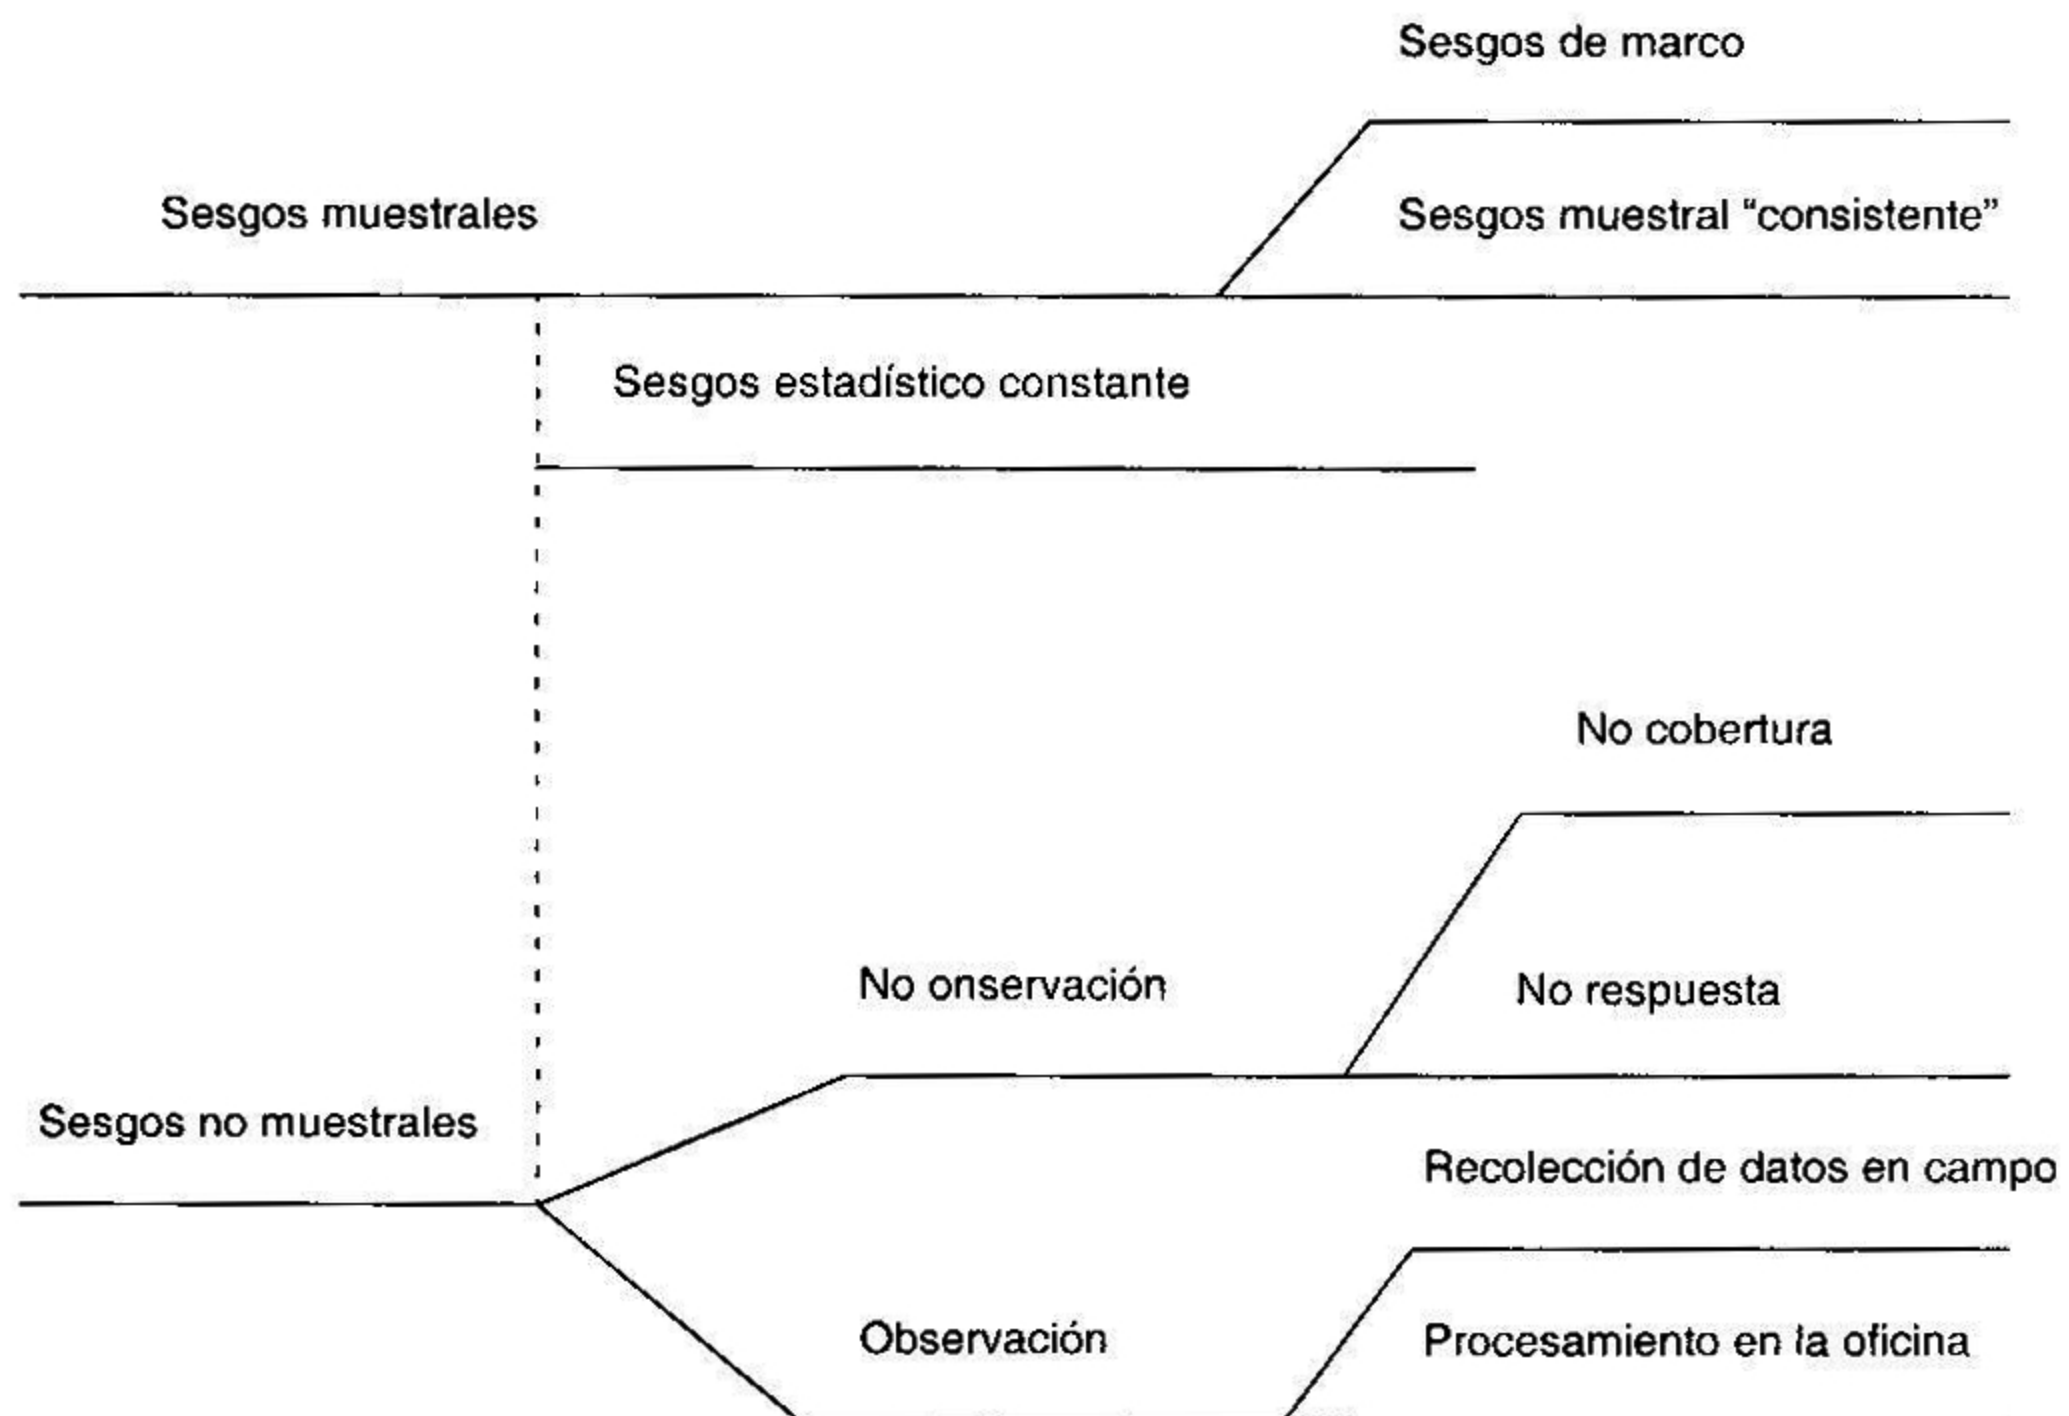 Sesgos de marco
Sesgos muestrales
Sesgos muestral “consistente”
Sesgos estadístico constante
No cobertura
No onservación
No respuesta
Sesgos no muestrales
Recolección de datos en campo
Observación
Procesamiento en la oficina